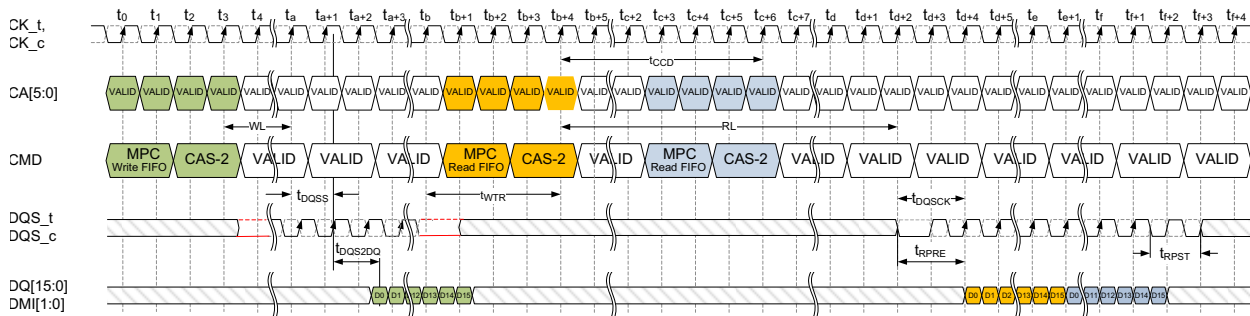 t0 t1 t2 t3 t4 ta ta+1 ta+2 ta+3 tb tb+1 tb+2 tb+3 tb+4 tb+5 tc+2 tc+3 tc+4 tc+5 tc+6 tc+7 td td+1 td+2 td+3 td+4 td+5 te te+1 tf tf+1 tf+2 tf+3 tf+4
CK_t,
CK_c
tCCD
CA[5:0] VALID VALID VALID VALID VALID VALID VALID VALID VALID VALID VALID VALID VALID VALID VALID VALID VALID VALID VALID VALID VALID VALID VALID VALID VALID VALID VALID VALID VALID VALID VALID VALID VALID VALID
WL RL
CMD MPC Write FIFO CAS-2 VALID VALID VALID MPC Read FIFO CAS-2 VALID MPC Read FIFO CAS-2 VALID VALID VALID VALID VALID VALID VALID
tDQSS tWTR tDQSCK
DQS_t
DQS_c
tDQS2DQ tRPRE tRPST
DQ[15:0]
DMI[1:0]
D0 D1 D12 D13 D14 D15 D0 D1 D2 D13 D14 D15 D0 D11 D12 D13 D14 D15